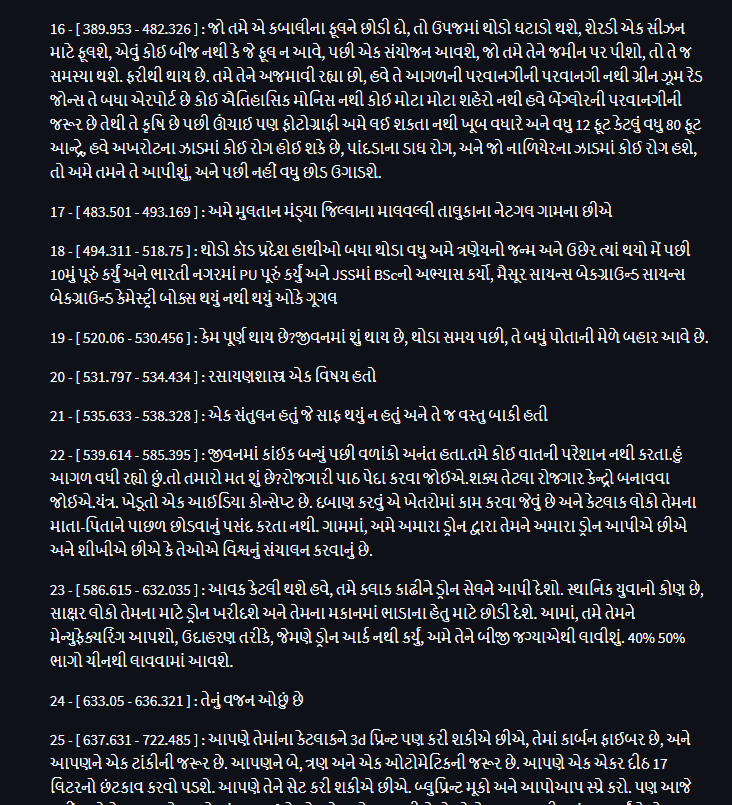 16 - [ 389.953 - 482.326 ] : જો તમે એ કબાલીના ફૂલને છોડી દો, તો ઉપજમાં થોડો ઘટાડો થશે, શેરડી એક સીઝન
માટે ફૂલશે, એવું કોઈ બીજ નથી કે જે ફૂલ ન આવે, પછી એક સંયોજન આવશે, જો તમે તેને જમીન પર પીશો, તો તે જ
સમસ્યા થશે. ફરીથી થાય છે. તમે તેને અજમાવી રહ્યા છો, હવે તે આગળની પરવાનગીની પરવાનગી નથી ગ્રીન ઝૂમ રેડ
જોન્સ તે બધા એરપોર્ટ છે કોઈ ઐતિહાસિક મોનિસ નથી કોઈ મોટા મોટા શહેરો નથી હવે બેંગ્લોરની પરવાનગીની
જરૂર છે તેથી તે કૃષિ છે પછી ઊંચાઈ પણ ફોટોગ્રાફી અમે લઈ શકતા નથી ખૂબ વધારે અને વધુ 12 ફૂટ કેટલું વધુ 80 ફૂટ
આન્દ્રે, હવે અખરોટના ઝાડમાં કોઈ રોગ હોઈ શકે છે, પાંદડાના ડાઘ રોગ, અને જો નાળિયેરના ઝાડમાં કોઈ રોગ હશે,
તો અમે તમને તે આપીશું, અને પછી નહીં વધુ છોડ ઉગાડશે.
17 - [ 483.501 - 493.169 ] : અમે મુલતાન મંડ્યા જિલ્લાના માલવલ્લી તાલુકાના નેટગલ ગામના છીએ
18 - [ 494.311 - 518.75 ] : થોડો કોડ પ્રદેશ હાથીઓ બધા થોડા વધુ અમે ત્રણેયનો જન્મ અને ઉછેર ત્યાં થયો મેં પછી
10મું પૂરું કર્યું અને ભારતી નગરમાં PU પૂરું કર્યું અને JSSમાં BScનો અભ્યાસ કર્યો, મૈસૂર સાયન્સ બેકગ્રાઉન્ડ સાયન્સ
બેકગ્રાઉન્ડ કેમેસ્ટ્રી બોક્સ થયું નથી થયું ઓકે ગૂગલ
19 - [ 520.06 - 530.456 ] : કેમ પૂર્ણ થાય છે?જીવનમાં શું થાય છે, થોડા સમય પછી, તે બધું પોતાની મેળે બહાર આવે છે.
20 - [ 531.797 - 534.434 ] : રસાયણશાસ્ત્ર એક વિષય હતો
21 - [ 535.633 - 538.328 ] : એક સંતુલન હતું જે સાફ થયું ન હતું અને તે જ વસ્તુ બાકી હતી
22 - [ 539.614 - 585.395 ] : જીવનમાં કાંઈક બન્યું પછી વળાંકો અનંત હતા.તમે કોઈ વાતની પરેશાન નથી કરતા.હું
આગળ વધી રહ્યો છું.તો તમારો મત શું છે?રોજગારી પાઠ પેદા કરવા જોઈએ.શક્ય તેટલા રોજગાર કેન્દ્રો બનાવવા
જોઈએ.યંત્ર. ખેડૂતો એક આઈડિયા કોન્સેપ્ટ છે. દબાણ કરવું એ ખેતરોમાં કામ કરવા જેવું છે અને કેટલાક લોકો તેમના
માતા-પિતાને પાછળ છોડવાનું પસંદ કરતા નથી. ગામમાં, અમે અમારા ડ્રોન દ્વારા તેમને અમારા ડ્રોન આપીએ છીએ
અને શીખીએ છીએ કે તેઓએ વિશ્વનું સંચાલન કરવાનું છે.
23 - [ 586.615 - 632.035 ] : આવક કેટલી થશે હવે, તમે કલાક કાઢીને ડ્રોન સેલને આપી દેશો. સ્થાનિક યુવાનો કોણ છે,
સાક્ષર લોકો તેમના માટે ડ્રોન ખરીદશે અને તેમના મકાનમાં ભાડાના હેતુ માટે છોડી દેશે. આમાં, તમે તેમને
મેન્યુફેક્ચરિંગ આપશો, ઉદાહરણ તરીકે, જેમણે ડ્રોન આર્ક નથી કર્યું, અમે તેને બીજી જગ્યાએથી લાવીશું. 40% 50%
ભાગો ચીનથી લાવવામાં આવશે.
24 - [ 633.05 - 636.321 ] : તેનું વજન ઓછું છે
25 - [ 637.631 - 722.485 ] : આપણે તેમાંના કેટલાકને 3d પ્રિન્ટ પણ કરી શકીએ છીએ, તેમાં કાર્બન ફાઈબર છે, અને
આપણને એક ટાંકીની જરૂર છે. આપણને બે, ત્રણ અને એક ઓટોમેટિકની જરૂર છે. આપણે એક એકર દીઠ 17
લિટરનો છંટકાવ કરવો પડશે. આપણે તેને સેટ કરી શકીએ છીએ. બ્લુપ્રિન્ટ મૂકો અને આપોઆપ સ્પ્રે કરો. પણ આજે